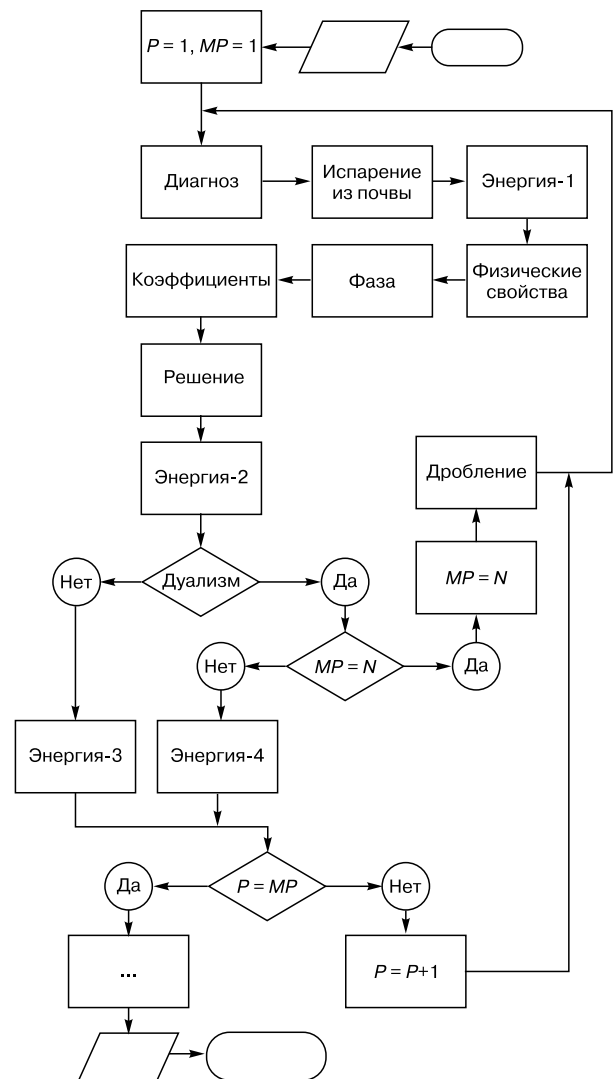 P = 1, MP = 1
Диагноз
Испарение
из почвы
Энергия-1
Коэффициенты
Фаза
Физические
свойства
Решение
Энергия-2
Дробление
Нет
Дуализм
Да
MP = N
Нет
MP = N
Да
Энергия-3
Энергия-4
Да
P = MP
Нет
...
P = P+1